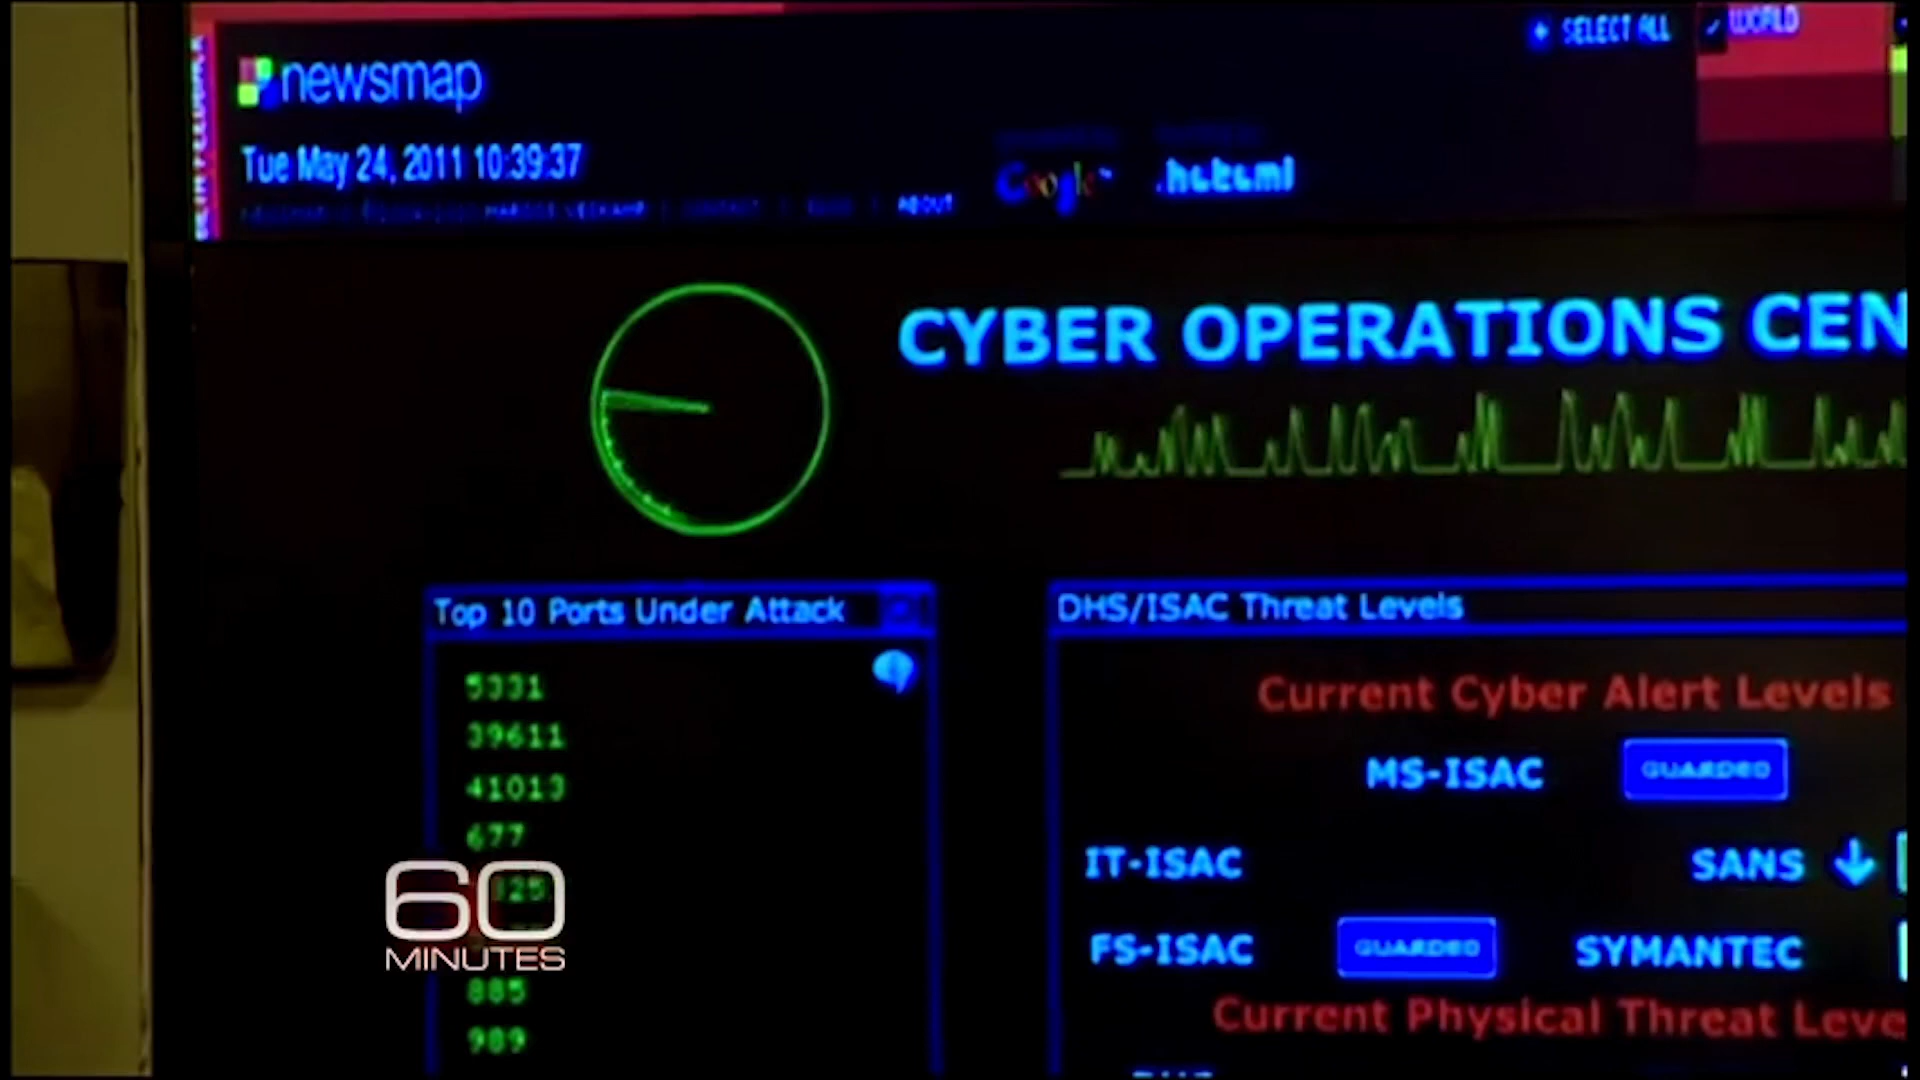 SELECT ALL
WORLD
newsmap
Tue May 24, 2011 10:39:37
ABOUT
Google
CYBER OPERATIONS CEN
Top 10 Ports Under Attack
DHS/ISAC Threat Levels
5331
39611
41013
677
125
885
989
Current Cyber Alert Levels
MS-ISAC GUARDED
IT-ISAC SANS
FS-ISAC GUARDED SYMANTEC
Current Physical Threat Leve
60
MINUTES